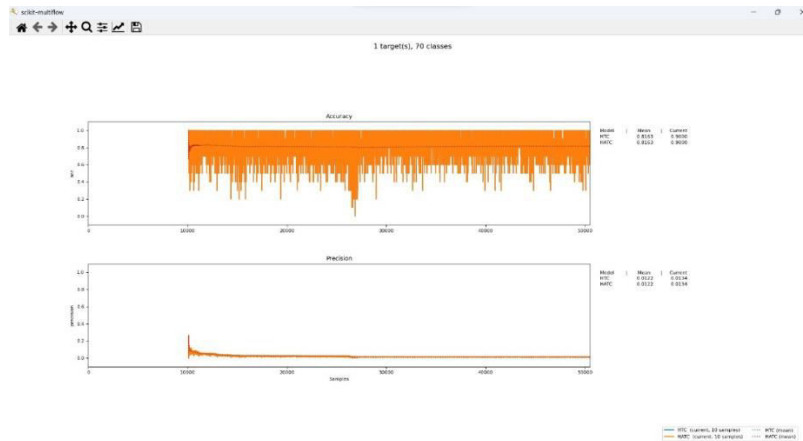 scikit-multiflow
1 target(s), 70 classes
Accuracy
Model | Mean | Current
HTC 0.8163 0.9000
HATC 0.8163 0.9000
1.0
0.8
0.6
0.4
0.2
0.0
acc
0 10000 20000 30000 40000 50000
Precision
Model | Mean | Current
HTC 0.0122 0.0134
HATC 0.0122 0.0134
1.0
0.8
0.6
0.4
0.2
0.0
precision
0 10000 20000 30000 40000 50000
Samples
HTC (current, 10 samples) HTC (mean)
HATC (current, 10 samples) HATC (mean)